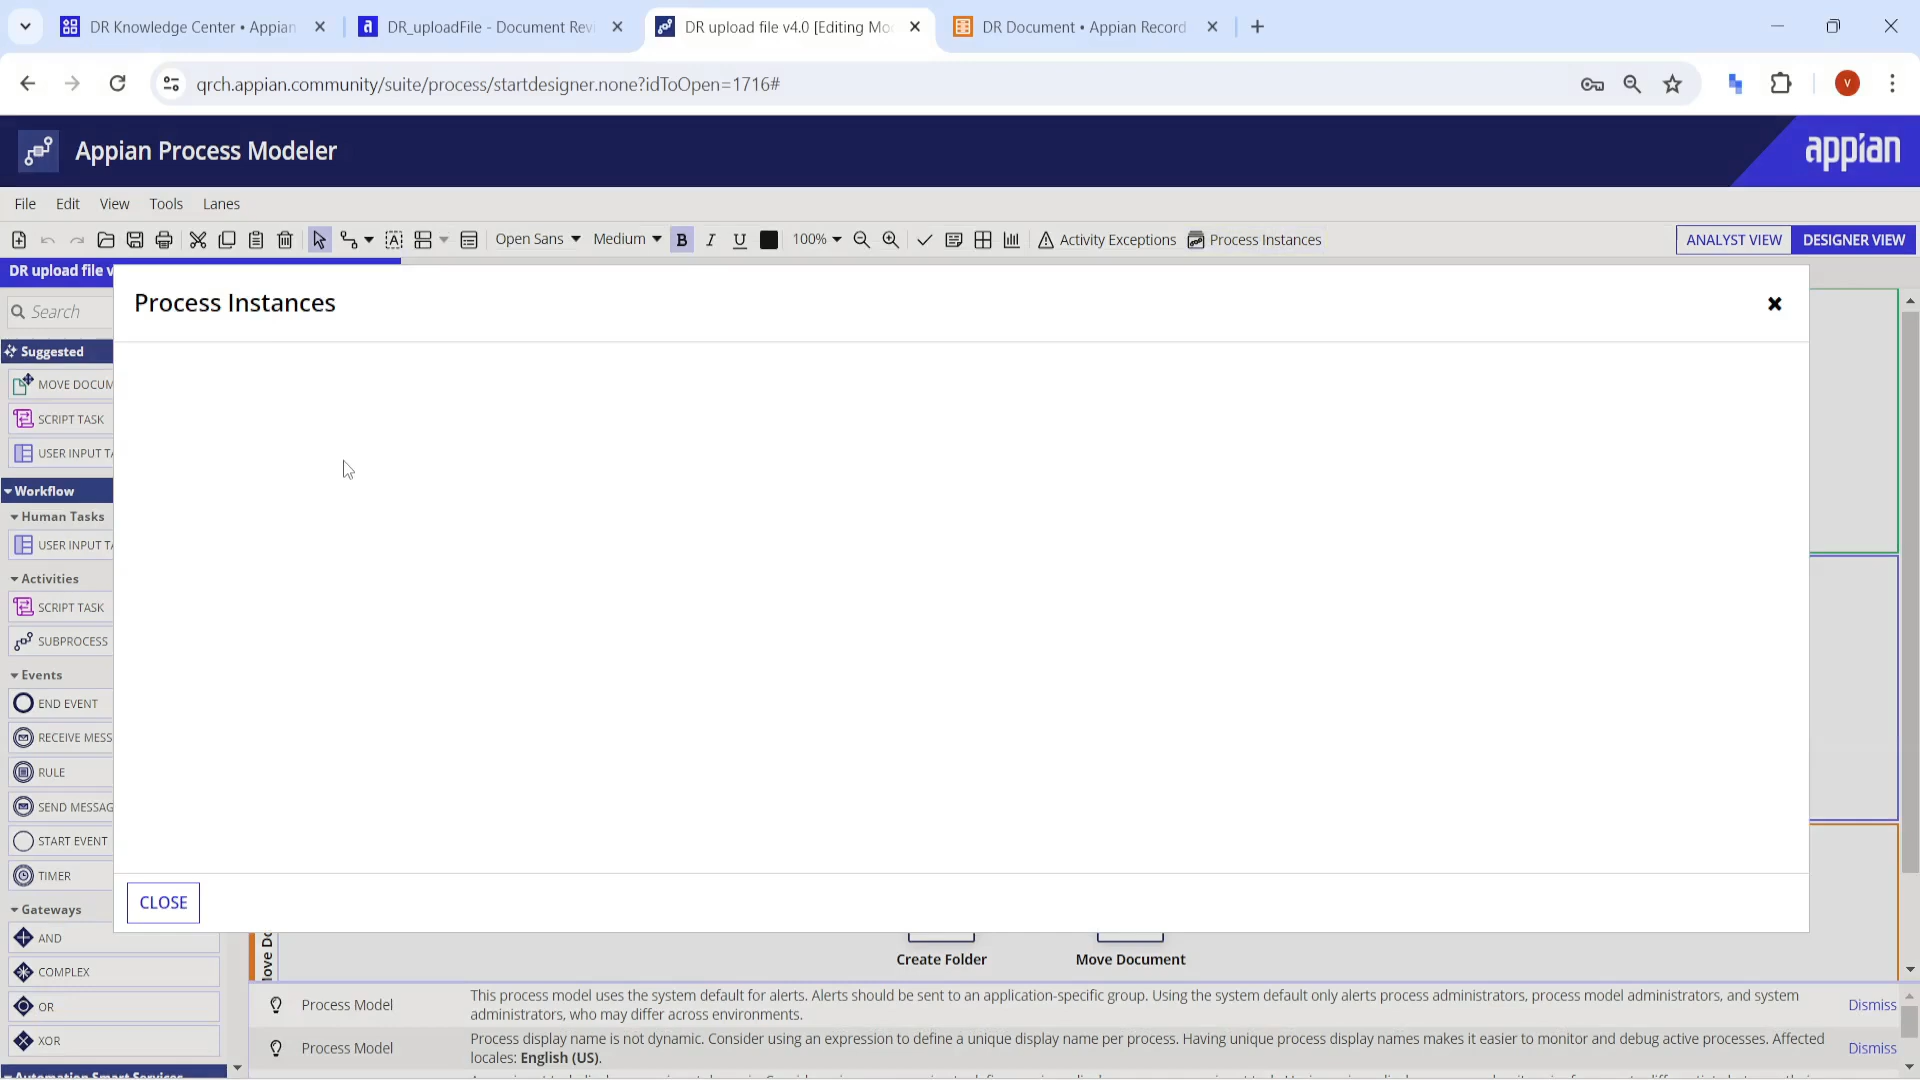 DR Knowledge Center • Appian
DR_uploadFile - Document Rev
DR upload file v4.0 [Editing Mo
DR Document • Appian Record
qrch.appian.community/suite/process/startdesigner.none?idToOpen=1716#
V
Appian Process Modeler
appian
File Edit View Tools Lanes
Open Sans Medium B I U 100% Activity Exceptions Process Instances
ANALYST VIEW DESIGNER VIEW
DR upload file v
Process Instances
Search
Suggested
MOVE DOCUM
SCRIPT TASK
USER INPUT TA
Workflow
Human Tasks
USER INPUT TA
Activities
SCRIPT TASK
SUBPROCESS
Events
END EVENT
RECEIVE MESS
RULE
SEND MESSAG
START EVENT
TIMER
CLOSE
Gateways
AND
COMPLEX
OR
XOR
Automation Smart Services
ove Do
Create Folder
Move Document
Process Model
This process model uses the system default for alerts. Alerts should be sent to an application-specific group. Using the system default only alerts process administrators, process model administrators, and system
administrators, who may differ across environments.
Dismiss
Process Model
Process display name is not dynamic. Consider using an expression to define a unique display name per process. Having unique process display names makes it easier to monitor and debug active processes. Affected
locales: English (US).
Dismiss